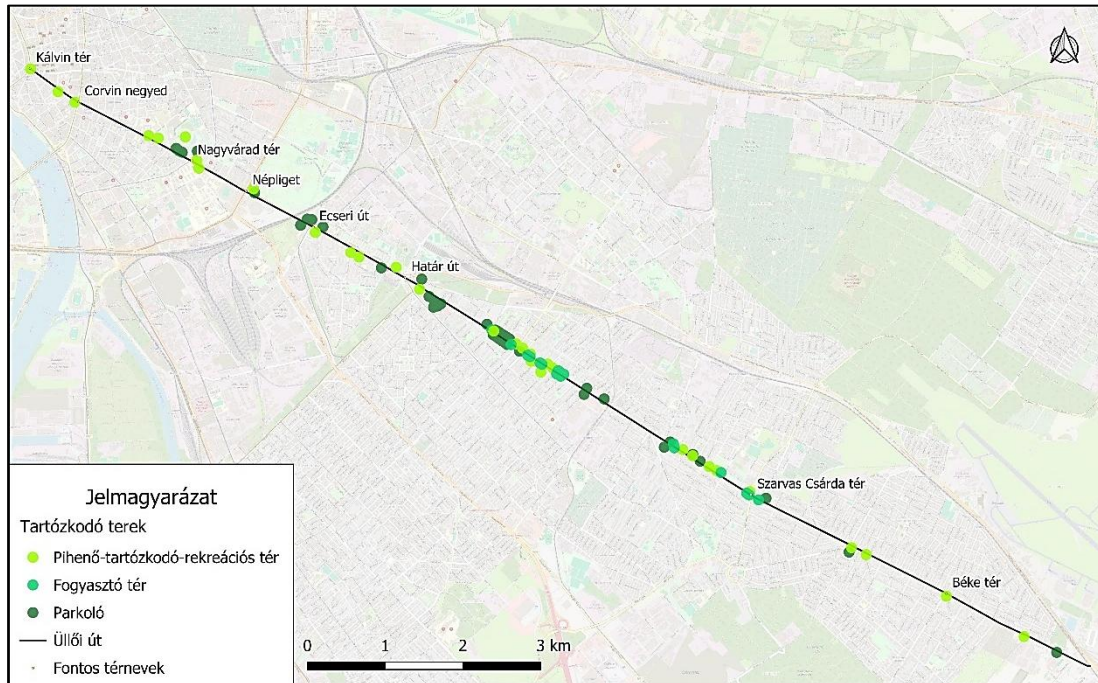 Kálvin tér
Corvin negyed
Nagyvárad tér
Népliget
Ecseri út
Határ út
Szarvas Csárda tér
Béke tér
Jelmagyarázat
Tartózkodó terek
Pihenő-tartózkodó-rekreációs tér
Fogyasztó tér
Parkoló
Üllői út
Fontos térnevek
0 1 2 3 km